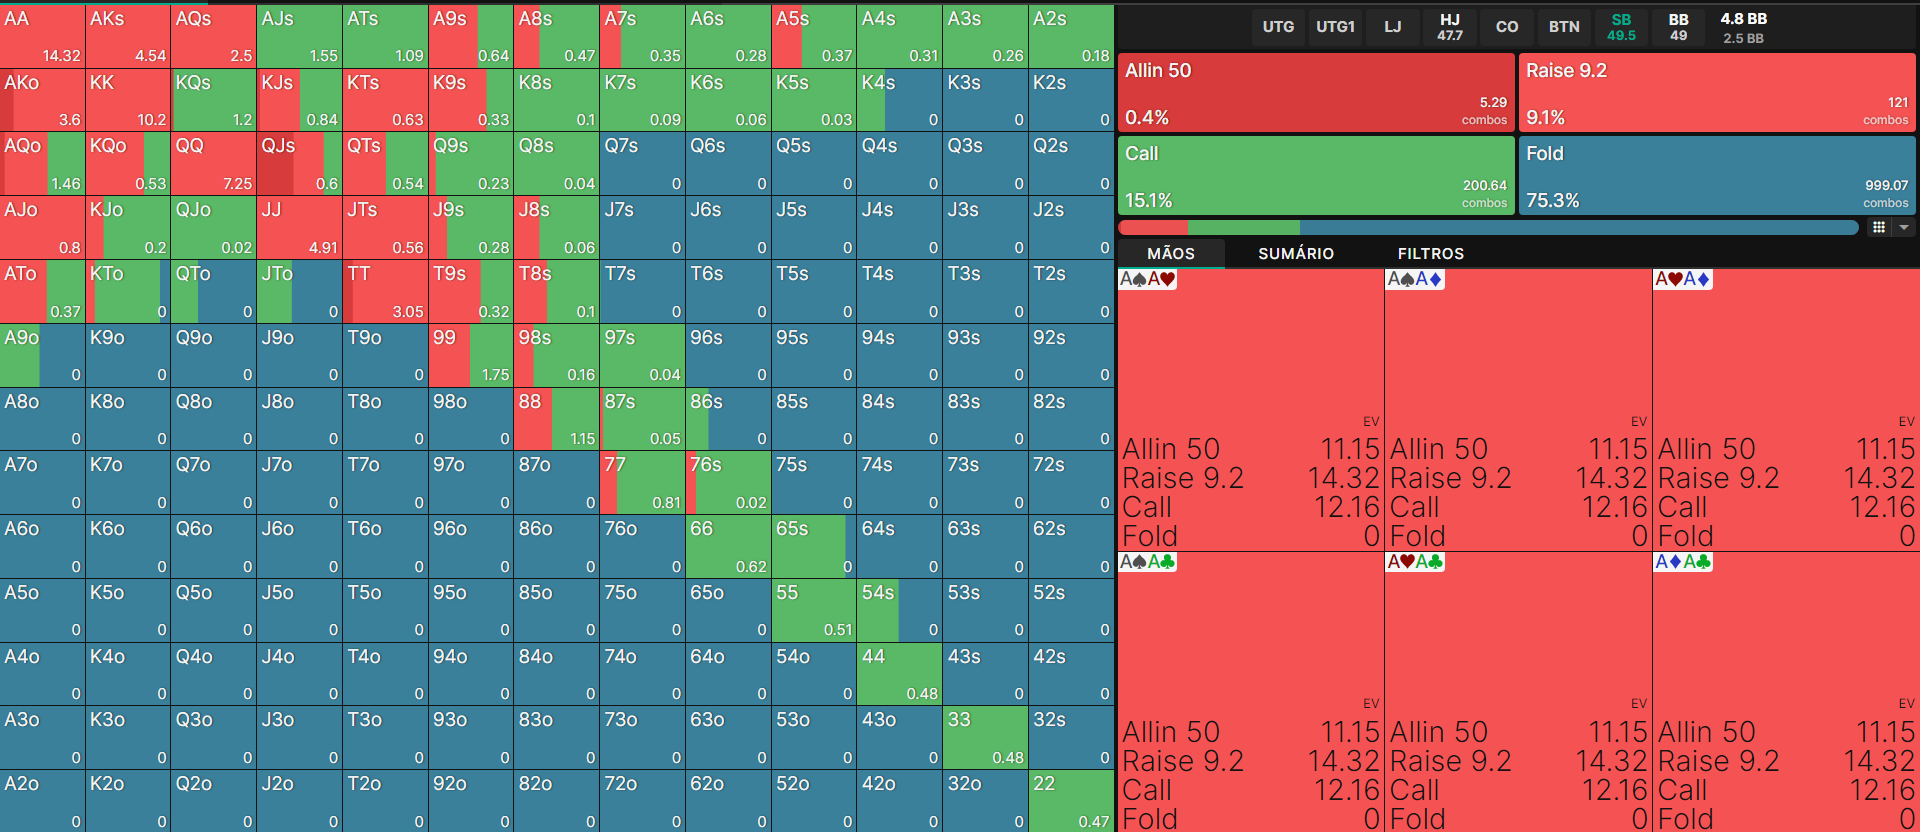 AA AKs AQs AJs ATs A9s A8s A7s A6s A5s A4s A3s A2s
14.32 4.54 2.5 1.55 1.09 0.64 0.47 0.35 0.28 0.37 0.31 0.26 0.18
AKo KK KQs KJs KTs K9s K8s K7s K6s K5s K4s K3s K2s
3.6 10.2 1.2 0.84 0.63 0.33 0.1 0.09 0.06 0.03 0 0 0
AQo KQo QQ QJs QTs Q9s Q8s Q7s Q6s Q5s Q4s Q3s Q2s
1.46 0.53 7.25 0.6 0.54 0.23 0.04 0 0 0 0 0 0
AJo KJo QJo JJ JTs J9s J8s J7s J6s J5s J4s J3s J2s
0.8 0.2 0.02 4.91 0.56 0.28 0.06 0 0 0 0 0 0
ATo KTo QTo JTo TT T9s T8s T7s T6s T5s T4s T3s T2s
0.37 0 0 0 3.05 0.32 0.1 0 0 0 0 0 0
A9o K9o Q9o J9o T9o 99 98s 97s 96s 95s 94s 93s 92s
0 0 0 0 0 1.75 0.16 0.04 0 0 0 0 0
A8o K8o Q8o J8o T8o 98o 88 87s 86s 85s 84s 83s 82s
0 0 0 0 0 0 1.15 0.05 0 0 0 0 0
A7o K7o Q7o J7o T7o 97o 87o 77 76s 75s 74s 73s 72s
0 0 0 0 0 0 0 0.81 0.02 0 0 0 0
A6o K6o Q6o J6o T6o 96o 86o 76o 66 65s 64s 63s 62s
0 0 0 0 0 0 0 0 0.62 0 0 0 0
A5o K5o Q5o J5o T5o 95o 85o 75o 65o 55 54s 53s 52s
0 0 0 0 0 0 0 0 0 0.51 0 0 0
A4o K4o Q4o J4o T4o 94o 84o 74o 64o 54o 44 43s 42s
0 0 0 0 0 0 0 0 0 0 0.48 0 0
A3o K3o Q3o J3o T3o 93o 83o 73o 63o 53o 43o 33 32s
0 0 0 0 0 0 0 0 0 0 0 0.48 0
A2o K2o Q2o J2o T2o 92o 82o 72o 62o 52o 42o 32o 22
0 0 0 0 0 0 0 0 0 0 0 0 0.47
UTG UTG1 LJ HJ CO BTN SB BB 4.8 BB
47.7 49.5 49 2.5 BB
Allin 50 Raise 9.2
5.29 121
0.4% combos 9.1% combos
Call Fold
200.64 999.07
15.1% combos 75.3% combos
MÃOS SUMÁRIO FILTROS
A♠A♥ A♠A♦ A♥A♦
EV EV EV
Allin 50 11.15 Allin 50 11.15 Allin 50 11.15
Raise 9.2 14.32 Raise 9.2 14.32 Raise 9.2 14.32
Call 12.16 Call 12.16 Call 12.16
Fold 0 Fold 0 Fold 0
A♠A♣ A♥A♣ A♦A♣
EV EV EV
Allin 50 11.15 Allin 50 11.15 Allin 50 11.15
Raise 9.2 14.32 Raise 9.2 14.32 Raise 9.2 14.32
Call 12.16 Call 12.16 Call 12.16
Fold 0 Fold 0 Fold 0